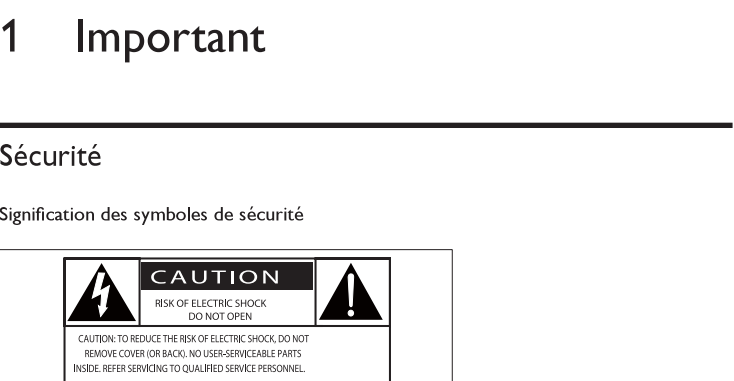 1 Important
Sécurité
Signification des symboles de sécurité
CAUTION
RISK OF ELECTRIC SHOCK
DO NOT OPEN
CAUTION: TO REDUCE THE RISK OF ELECTRIC SHOCK, DO NOT
REMOVE COVER (OR BACK). NO USER-SERVICEABLE PARTS
INSIDE. REFER SERVICING TO QUALIFIED SERVICE PERSONNEL.